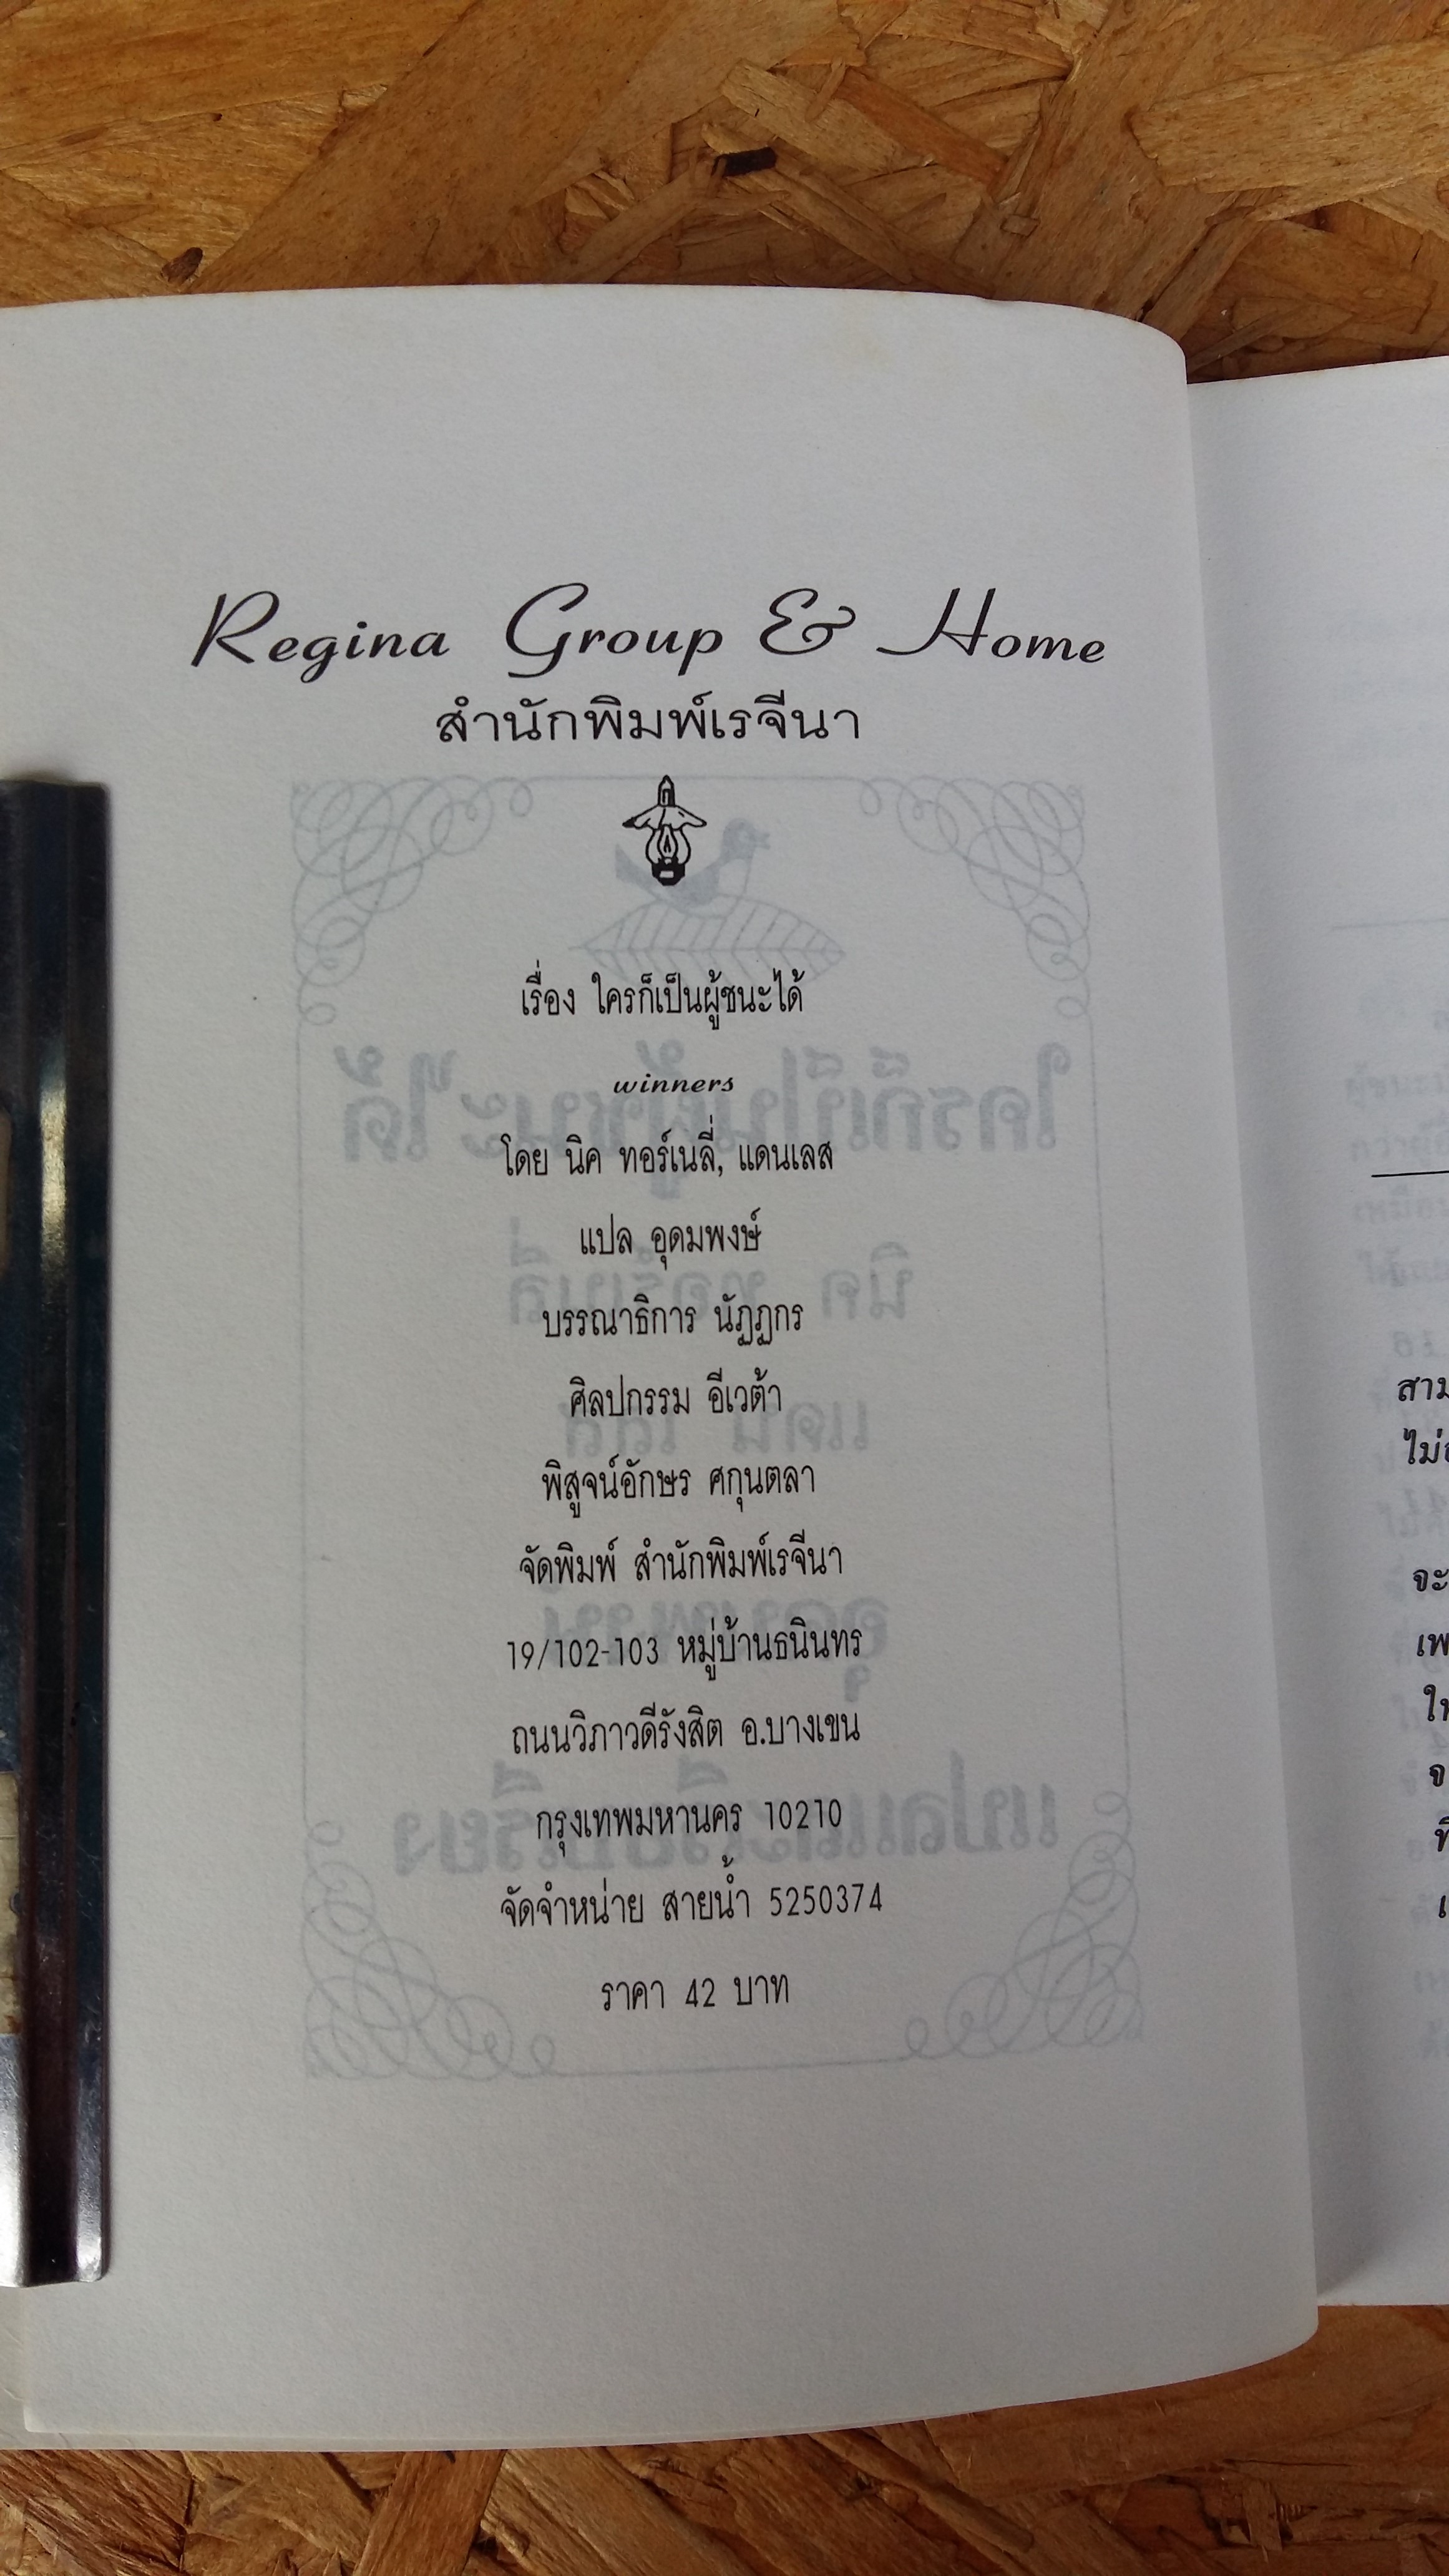 Regina Group & Home
สำนักพิมพ์เรจีนา
เรื่อง ใครก็เป็นผู้ชนะได้
winners
โดย นิค ทอร์เนลี่, แดนเลส
แปล อุดมพงษ์
บรรณาธิการ นัฏฏกร
ศิลปกรรม อีเวต้า
พิสูจน์อักษร ศกุนตลา
จัดพิมพ์ สำนักพิมพ์เรจีนา
19/102-103 หมู่บ้านธนินทร
ถนนวิภาวดีรังสิต อ.บางเขน
กรุงเทพมหานคร 10210
จัดจำหน่าย สายน้ำ 5250374
ราคา 42 บาท